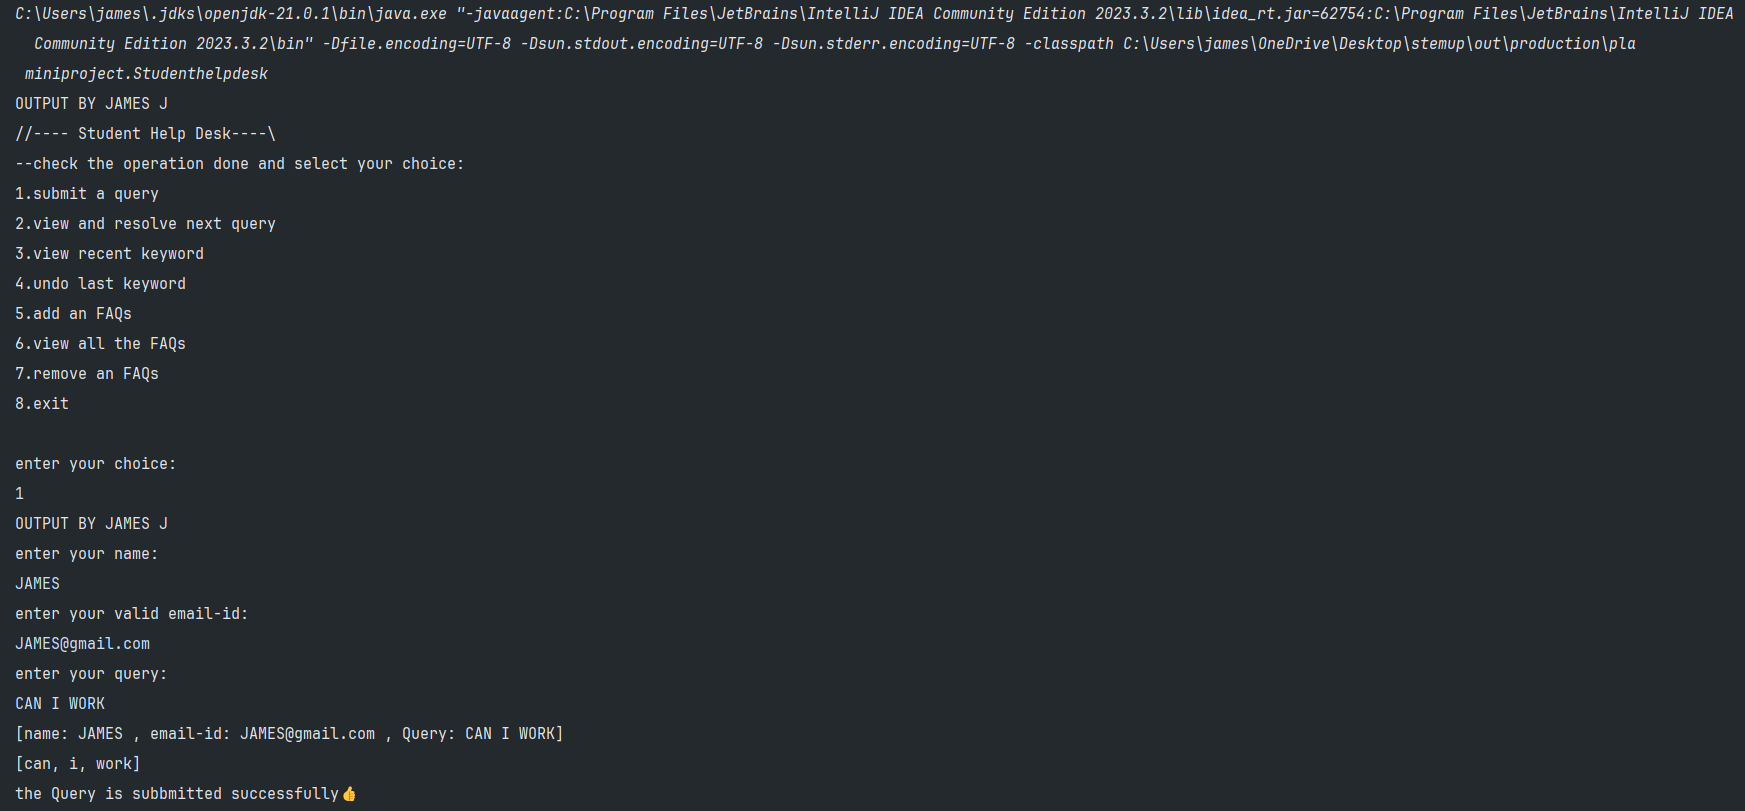 C:\Users\james\.jdks\openjdk-21.0.1\bin\java.exe "-javaagent:C:\Program Files\JetBrains\IntelliJ IDEA Community Edition 2023.3.2\lib\idea_rt.jar=62754:C:\Program Files\JetBrains\IntelliJ IDEA
Community Edition 2023.3.2\bin" -Dfile.encoding=UTF-8 -Dsun.stdout.encoding=UTF-8 -Dsun.stderr.encoding=UTF-8 -classpath C:\Users\james\OneDrive\Desktop\stemup\out\production\pla
miniproject.Studenthelpdesk
OUTPUT BY JAMES J
//---- Student Help Desk----\
--check the operation done and select your choice:
1.submit a query
2.view and resolve next query
3.view recent keyword
4.undo last keyword
5.add an FAQs
6.view all the FAQs
7.remove an FAQs
8.exit
enter your choice:
1
OUTPUT BY JAMES J
enter your name:
JAMES
enter your valid email-id:
JAMES@gmail.com
enter your query:
CAN I WORK
[name: JAMES , email-id: JAMES@gmail.com , Query: CAN I WORK]
[can, i, work]
the Query is subbmitted successfully👍